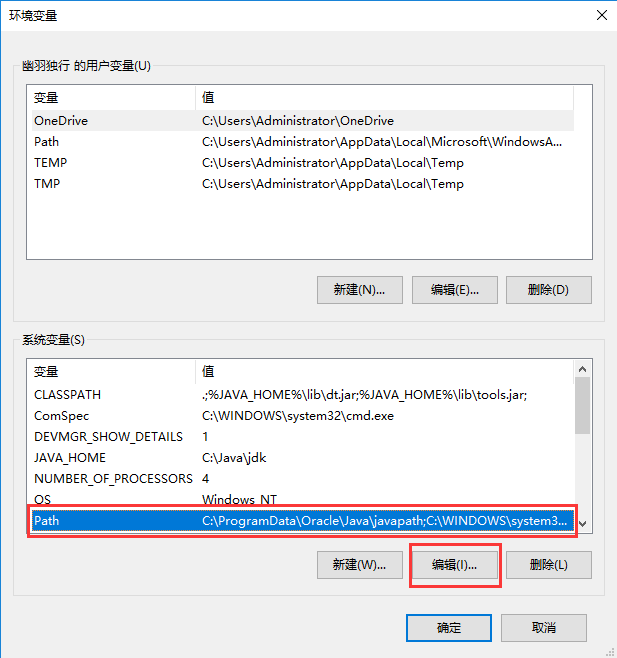 环境变量
幽羽独行 的用户变量(U)
变量 值
OneDrive C:\Users\Administrator\OneDrive
Path C:\Users\Administrator\AppData\Local\Microsoft\WindowsA...
TEMP C:\Users\Administrator\AppData\Local\Temp
TMP C:\Users\Administrator\AppData\Local\Temp
新建(N)... 编辑(E)... 删除(D)
系统变量(S)
变量 值
CLASSPATH .;%JAVA_HOME%\lib\dt.jar;%JAVA_HOME%\lib\tools.jar;
ComSpec C:\WINDOWS\system32\cmd.exe
DEVMGR_SHOW_DETAILS 1
JAVA_HOME C:\Java\jdk
NUMBER_OF_PROCESSORS 4
OS Windows_NT
Path C:\ProgramData\Oracle\Java\javapath;C:\WINDOWS\system3...
新建(W)... 编辑(I)... 删除(L)
确定 取消